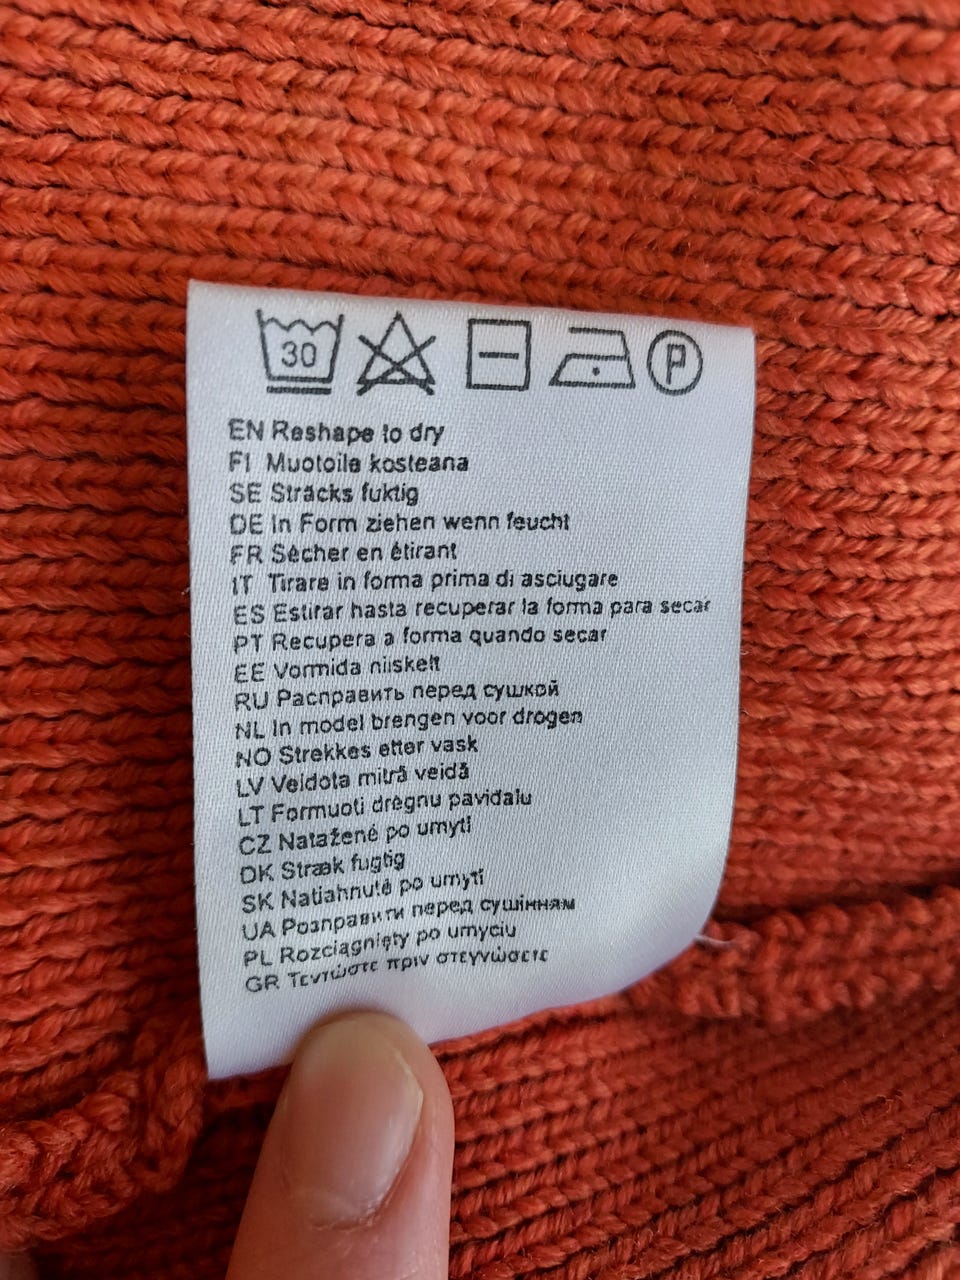 30 P
EN Reshape to dry
FI Muotoile kosteana
SE Sträcks fuktig
DE In Form ziehen wenn feucht
FR Sécher en étirant
IT Tirare in forma prima di asciugare
ES Estirar hasta recuperar la forma para secar
PT Recupera a forma quando secar
EE Vormida niiskelt
RU Расправить перед сушкой
NL In model brengen voor drogen
NO Strekkes etter vask
LV Veidota mitrā veidā
LT Formuoti drėgnu pavidalu
CZ Natažené po umytí
DK Stræk fugtig
SK Natiahnuté po umytí
UA Розправити перед сушінням
PL Rozciągnięty po umyciu
GR Τεντώστε πριν στεγνώσετε